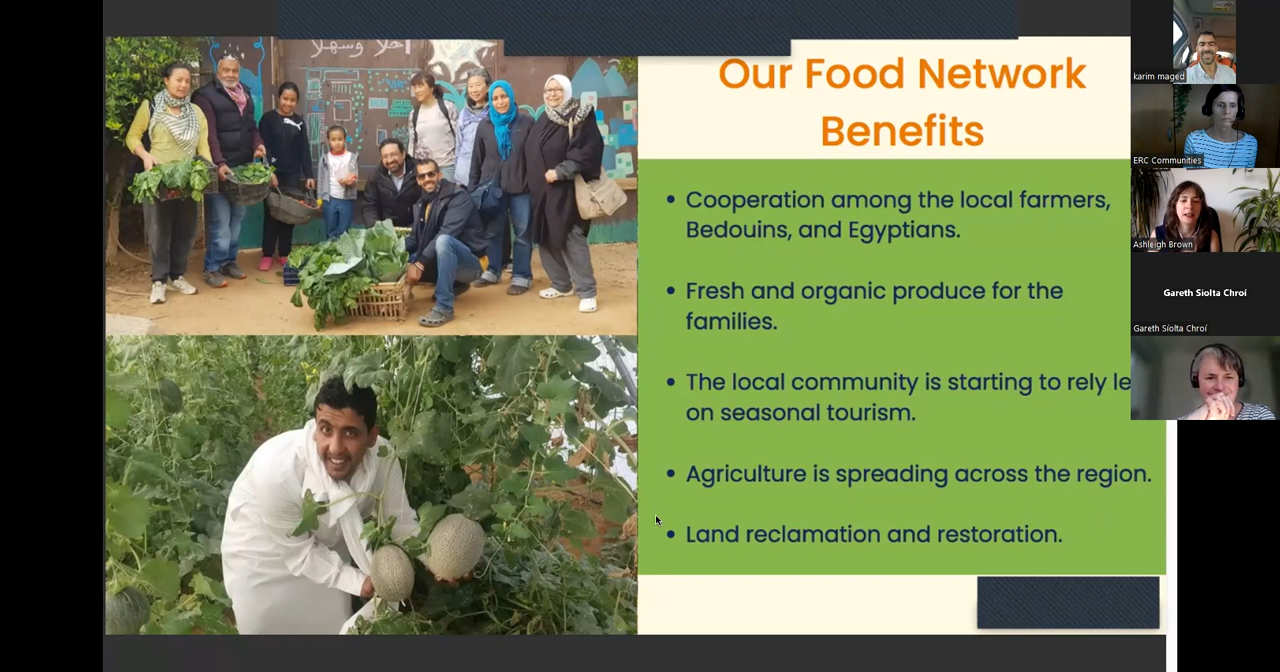 أهلا وسهلا
Our Food Network
Benefits
• Cooperation among the local farmers,
Bedouins, and Egyptians.
• Fresh and organic produce for the
families.
• The local community is starting to rely le
on seasonal tourism.
• Agriculture is spreading across the region.
• Land reclamation and restoration.
karim maged
ERC Communities
Ashleigh Brown
Gareth Síolta Chroí
Gareth Síolta Chroí